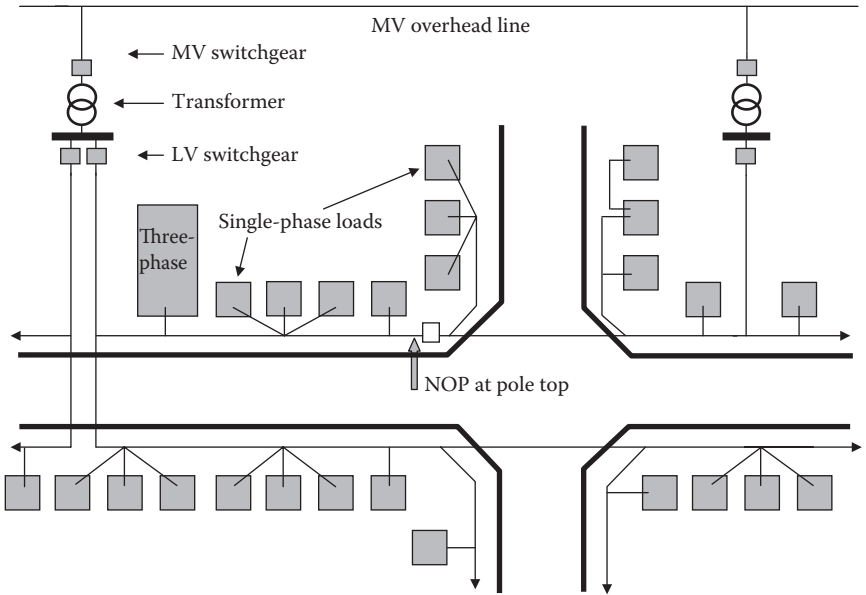 MV overhead line
MV switchgear
Transformer
LV switchgear
Single-phase loads
Three-
phase
NOP at pole top